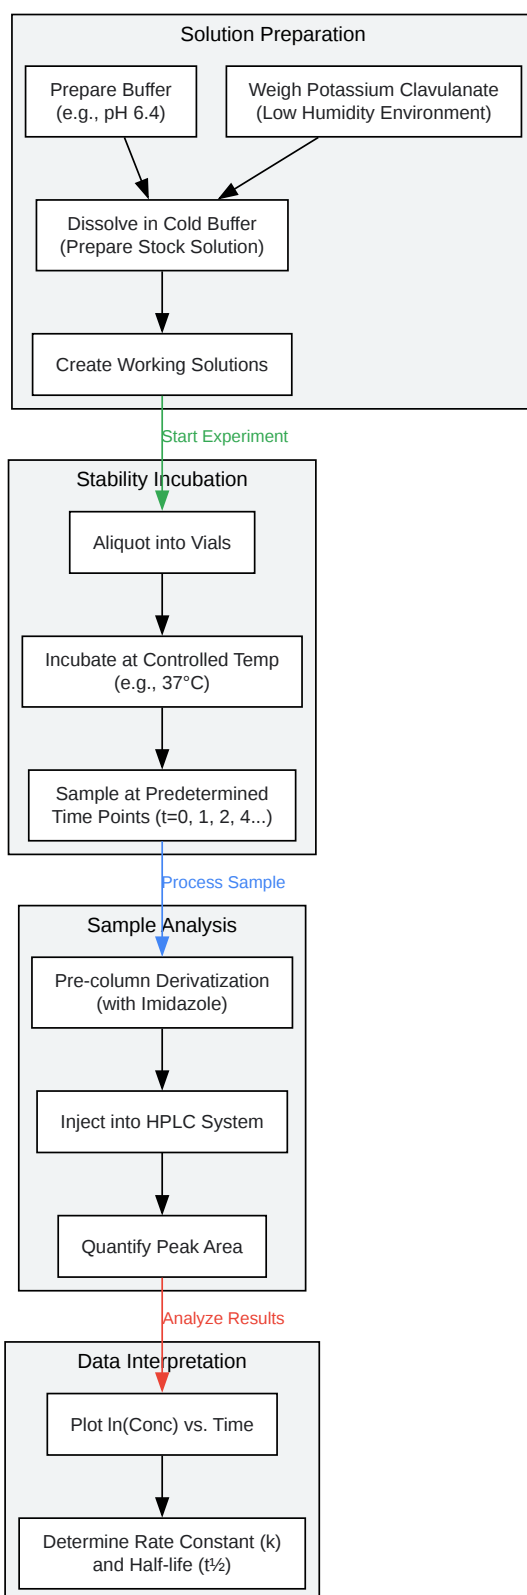 Solution Preparation
Prepare Buffer
(e.g., pH 6.4)
Weigh Potassium Clavulanate
(Low Humidity Environment)
Dissolve in Cold Buffer
(Prepare Stock Solution)
Create Working Solutions
Start Experiment
Stability Incubation
Aliquot into Vials
Incubate at Controlled Temp
(e.g., 37°C)
Sample at Predetermined
Time Points (t=0, 1, 2, 4...)
Process Sample
Sample Analysis
Pre-column Derivatization
(with Imidazole)
Inject into HPLC System
Quantify Peak Area
Analyze Results
Data Interpretation
Plot ln(Conc) vs. Time
Determine Rate Constant (k)
and Half-life (t½)